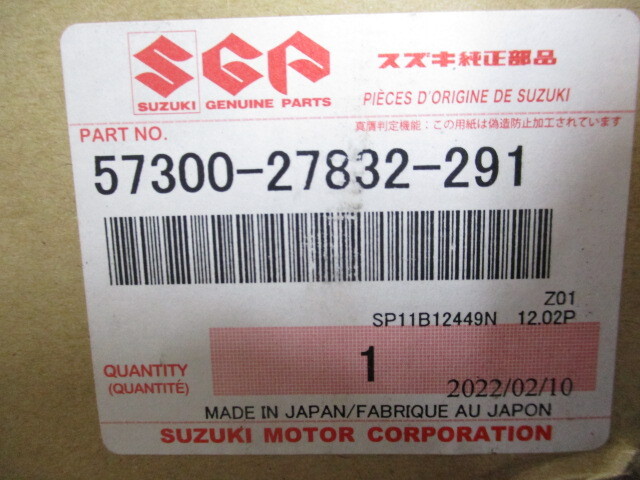 SGP スズキ純正部品
SUZUKI GENUINE PARTS PIÈCES D'ORIGINE DE SUZUKI
PART NO. 真贋判定機能：この用紙は偽造防止加工されています
57300-27832-291
Z01
SP11B12449N 12.02P
QUANTITY
(QUANTITÉ)
1
2022/02/10
MADE IN JAPAN/FABRIQUE AU JAPON
SUZUKI MOTOR CORPORATION